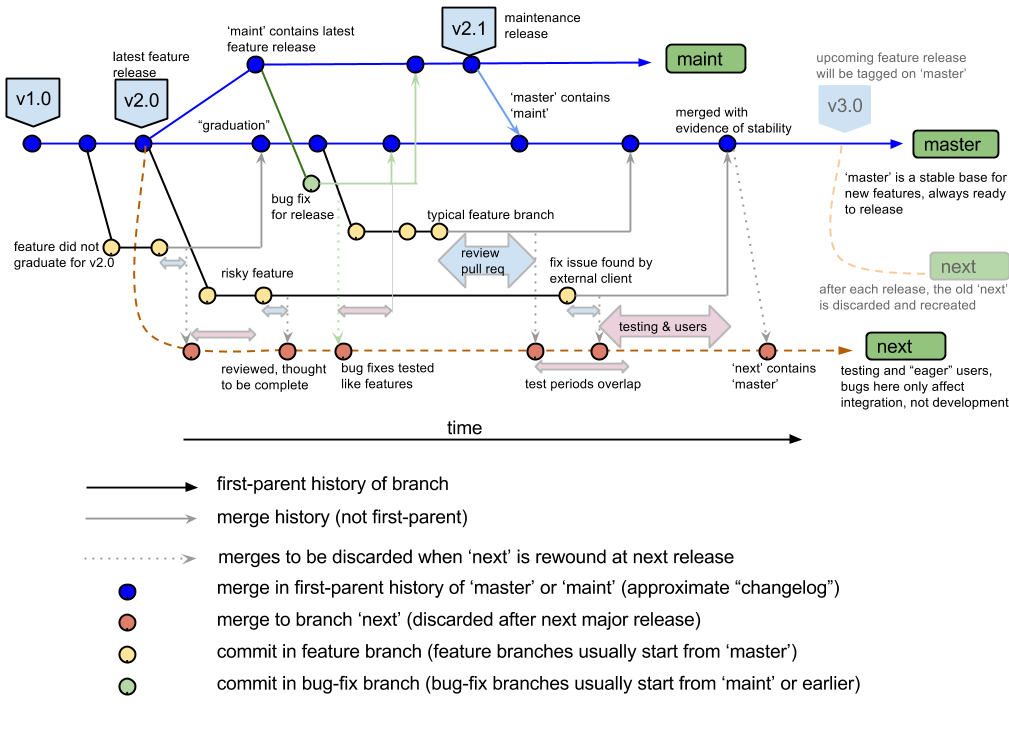 v1.0
latest feature
release
v2.0
‘maint’ contains latest
feature release
v2.1
maintenance
release
maint
upcoming feature release
will be tagged on ‘master’
v3.0
“graduation”
‘master’ contains
‘maint’
merged with
evidence of stability
master
‘master’ is a stable base for
new features, always ready
to release
bug fix
for release
typical feature branch
feature did not
graduate for v2.0
risky feature
review
pull req
fix issue found by
external client
next
after each release, the old ‘next’
is discarded and recreated
testing & users
next
reviewed, thought
to be complete
bug fixes tested
like features
test periods overlap
‘next’ contains
‘master’
testing and “eager” users,
bugs here only affect
integration, not development
time
first-parent history of branch
merge history (not first-parent)
merges to be discarded when ‘next’ is rewound at next release
merge in first-parent history of ‘master’ or ‘maint’ (approximate “changelog”)
merge to branch ‘next’ (discarded after next major release)
commit in feature branch (feature branches usually start from ‘master’)
commit in bug-fix branch (bug-fix branches usually start from ‘maint’ or earlier)